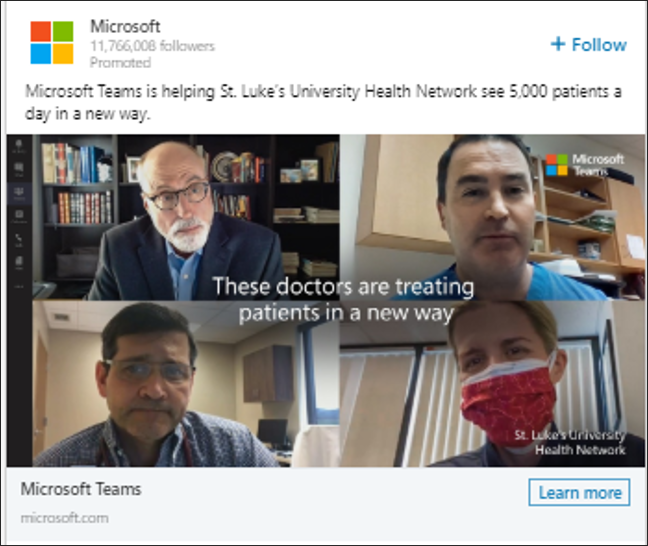 Microsoft
11,766,008 followers
Promoted
+ Follow
Microsoft Teams is helping St. Luke's University Health Network see 5,000 patients a
day in a new way.
Microsoft
Teams
These doctors are treating
patients in a new way
St. Luke's University
Health Network
Microsoft Teams
Learn more
microsoft.com